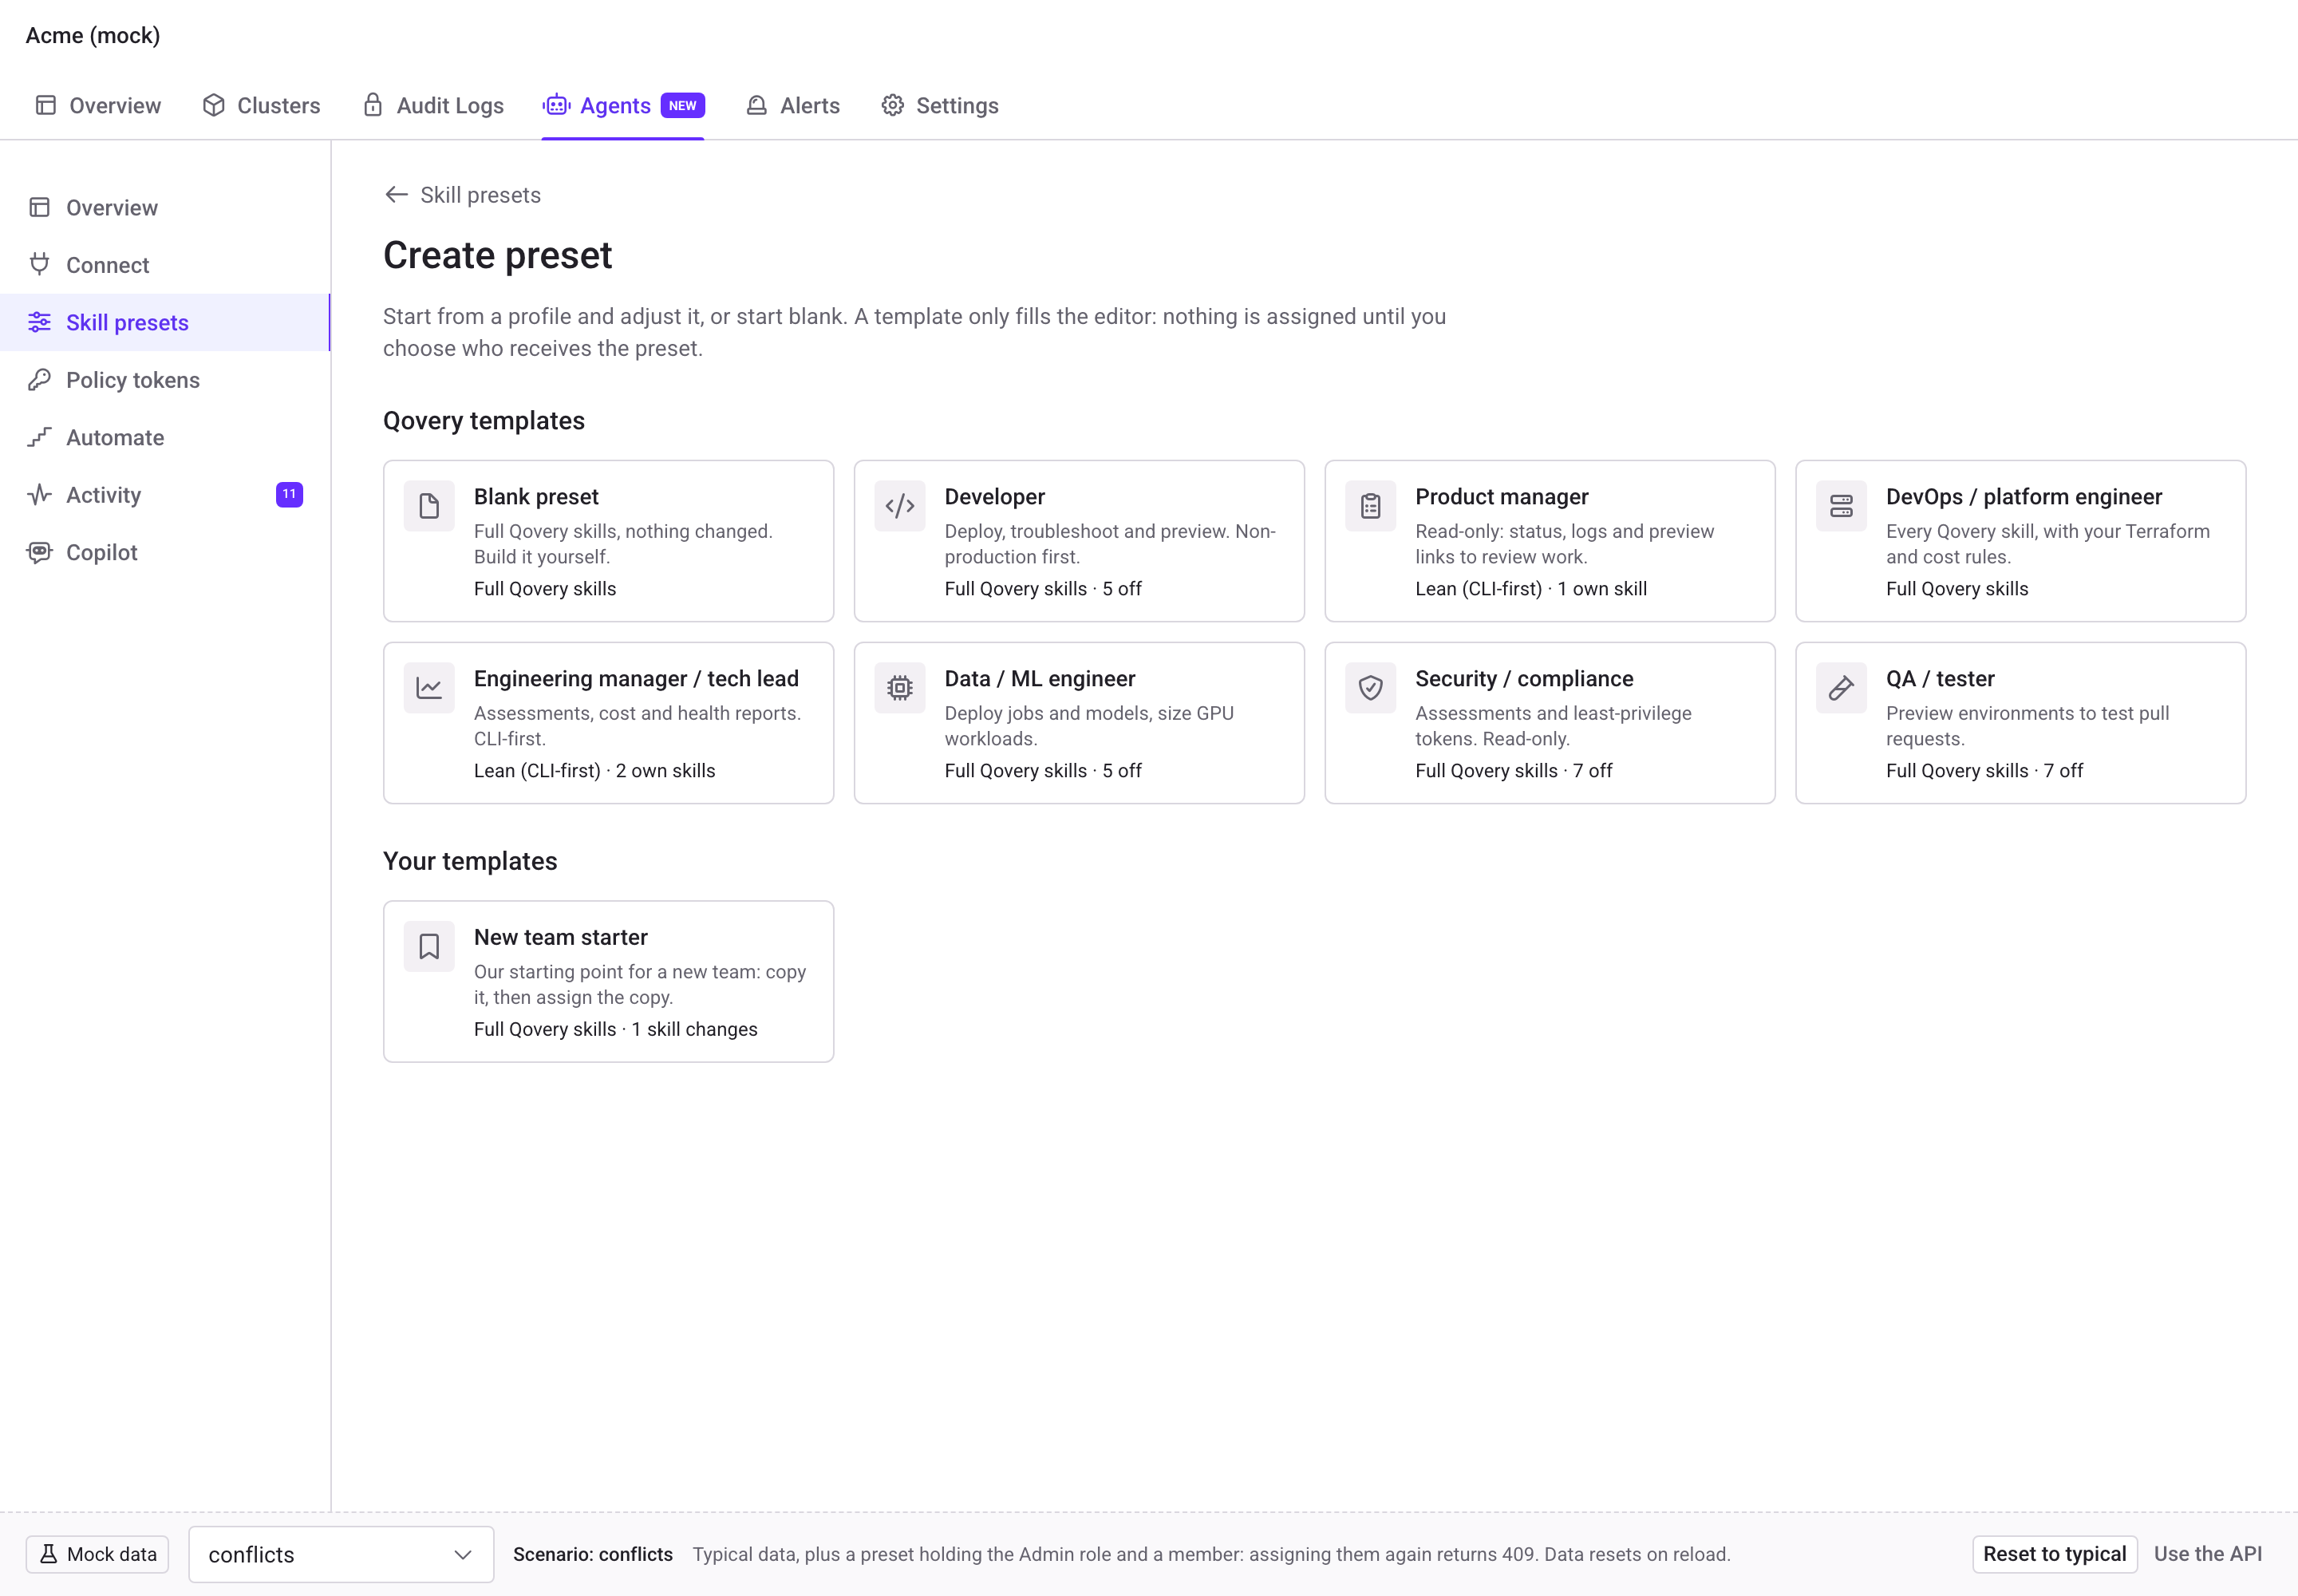 Acme (mock)
Overview
Clusters
Audit Logs
Agents
NEW
Alerts
Settings
Overview
Connect
Skill presets
Policy tokens
Automate
Activity
11
Copilot
Skill presets
Create preset
Start from a profile and adjust it, or start blank. A template only fills the editor: nothing is assigned until you
choose who receives the preset.
Qovery templates
Blank preset
Full Qovery skills, nothing changed.
Build it yourself.
Full Qovery skills
Developer
Deploy, troubleshoot and preview. Non-
production first.
Full Qovery skills · 5 off
Product manager
Read-only: status, logs and preview
links to review work.
Lean (CLI-first) · 1 own skill
DevOps / platform engineer
Every Qovery skill, with your Terraform
and cost rules.
Full Qovery skills
Engineering manager / tech lead
Assessments, cost and health reports.
CLI-first.
Lean (CLI-first) · 2 own skills
Data / ML engineer
Deploy jobs and models, size GPU
workloads.
Full Qovery skills · 5 off
Security / compliance
Assessments and least-privilege
tokens. Read-only.
Full Qovery skills · 7 off
QA / tester
Preview environments to test pull
requests.
Full Qovery skills · 7 off
Your templates
New team starter
Our starting point for a new team: copy
it, then assign the copy.
Full Qovery skills · 1 skill changes
Mock data
conflicts
Scenario: conflicts
Typical data, plus a preset holding the Admin role and a member: assigning them again returns 409. Data resets on reload.
Reset to typical
Use the API